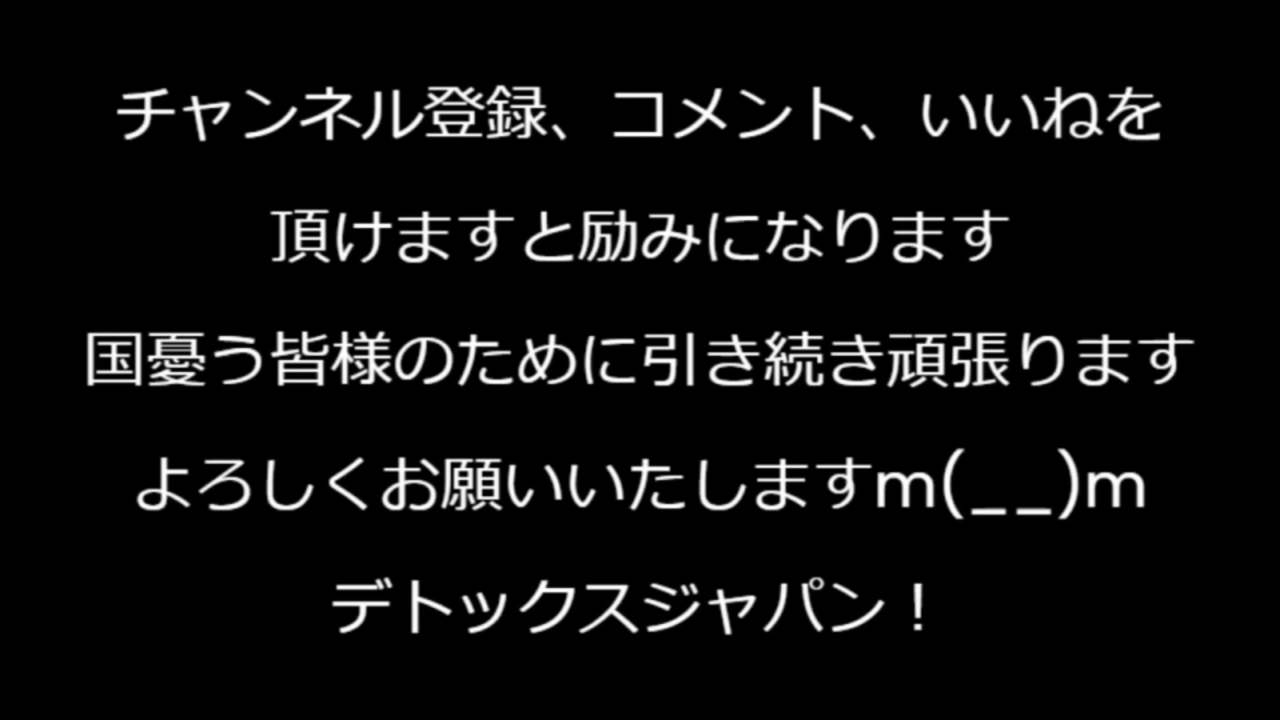 チャンネル登録、コメント、いいねを
頂けますと励みになります
国憂う皆様のために引き続き頑張ります
よろしくお願いいたしますm(__)m
デトックスジャパン！